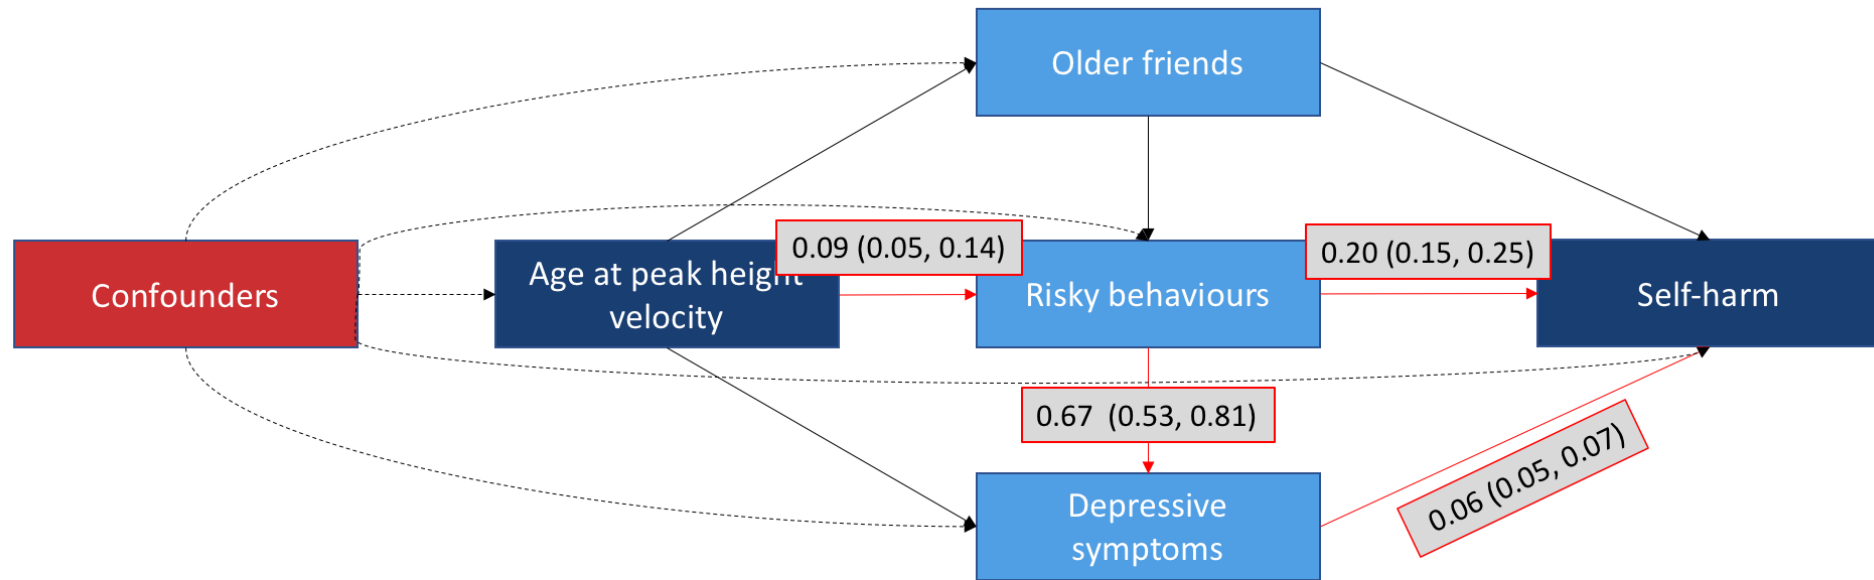 Older friends
0.09 (0.05, 0.14)
0.20 (0.15, 0.25)
Confounders
Age at peak height
velocity
Risky behaviours
Self-harm
0.67  (0.53, 0.81)
0.06 (0.05, 0.07)
Depressive
symptoms